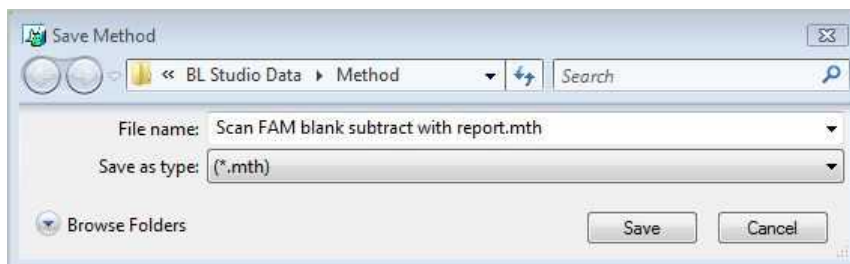 Save Method
« BL Studio Data ▸ Method
Search
File name: Scan FAM blank subtract with report.mth
Save as type: (*.mth)
Browse Folders
Save Cancel